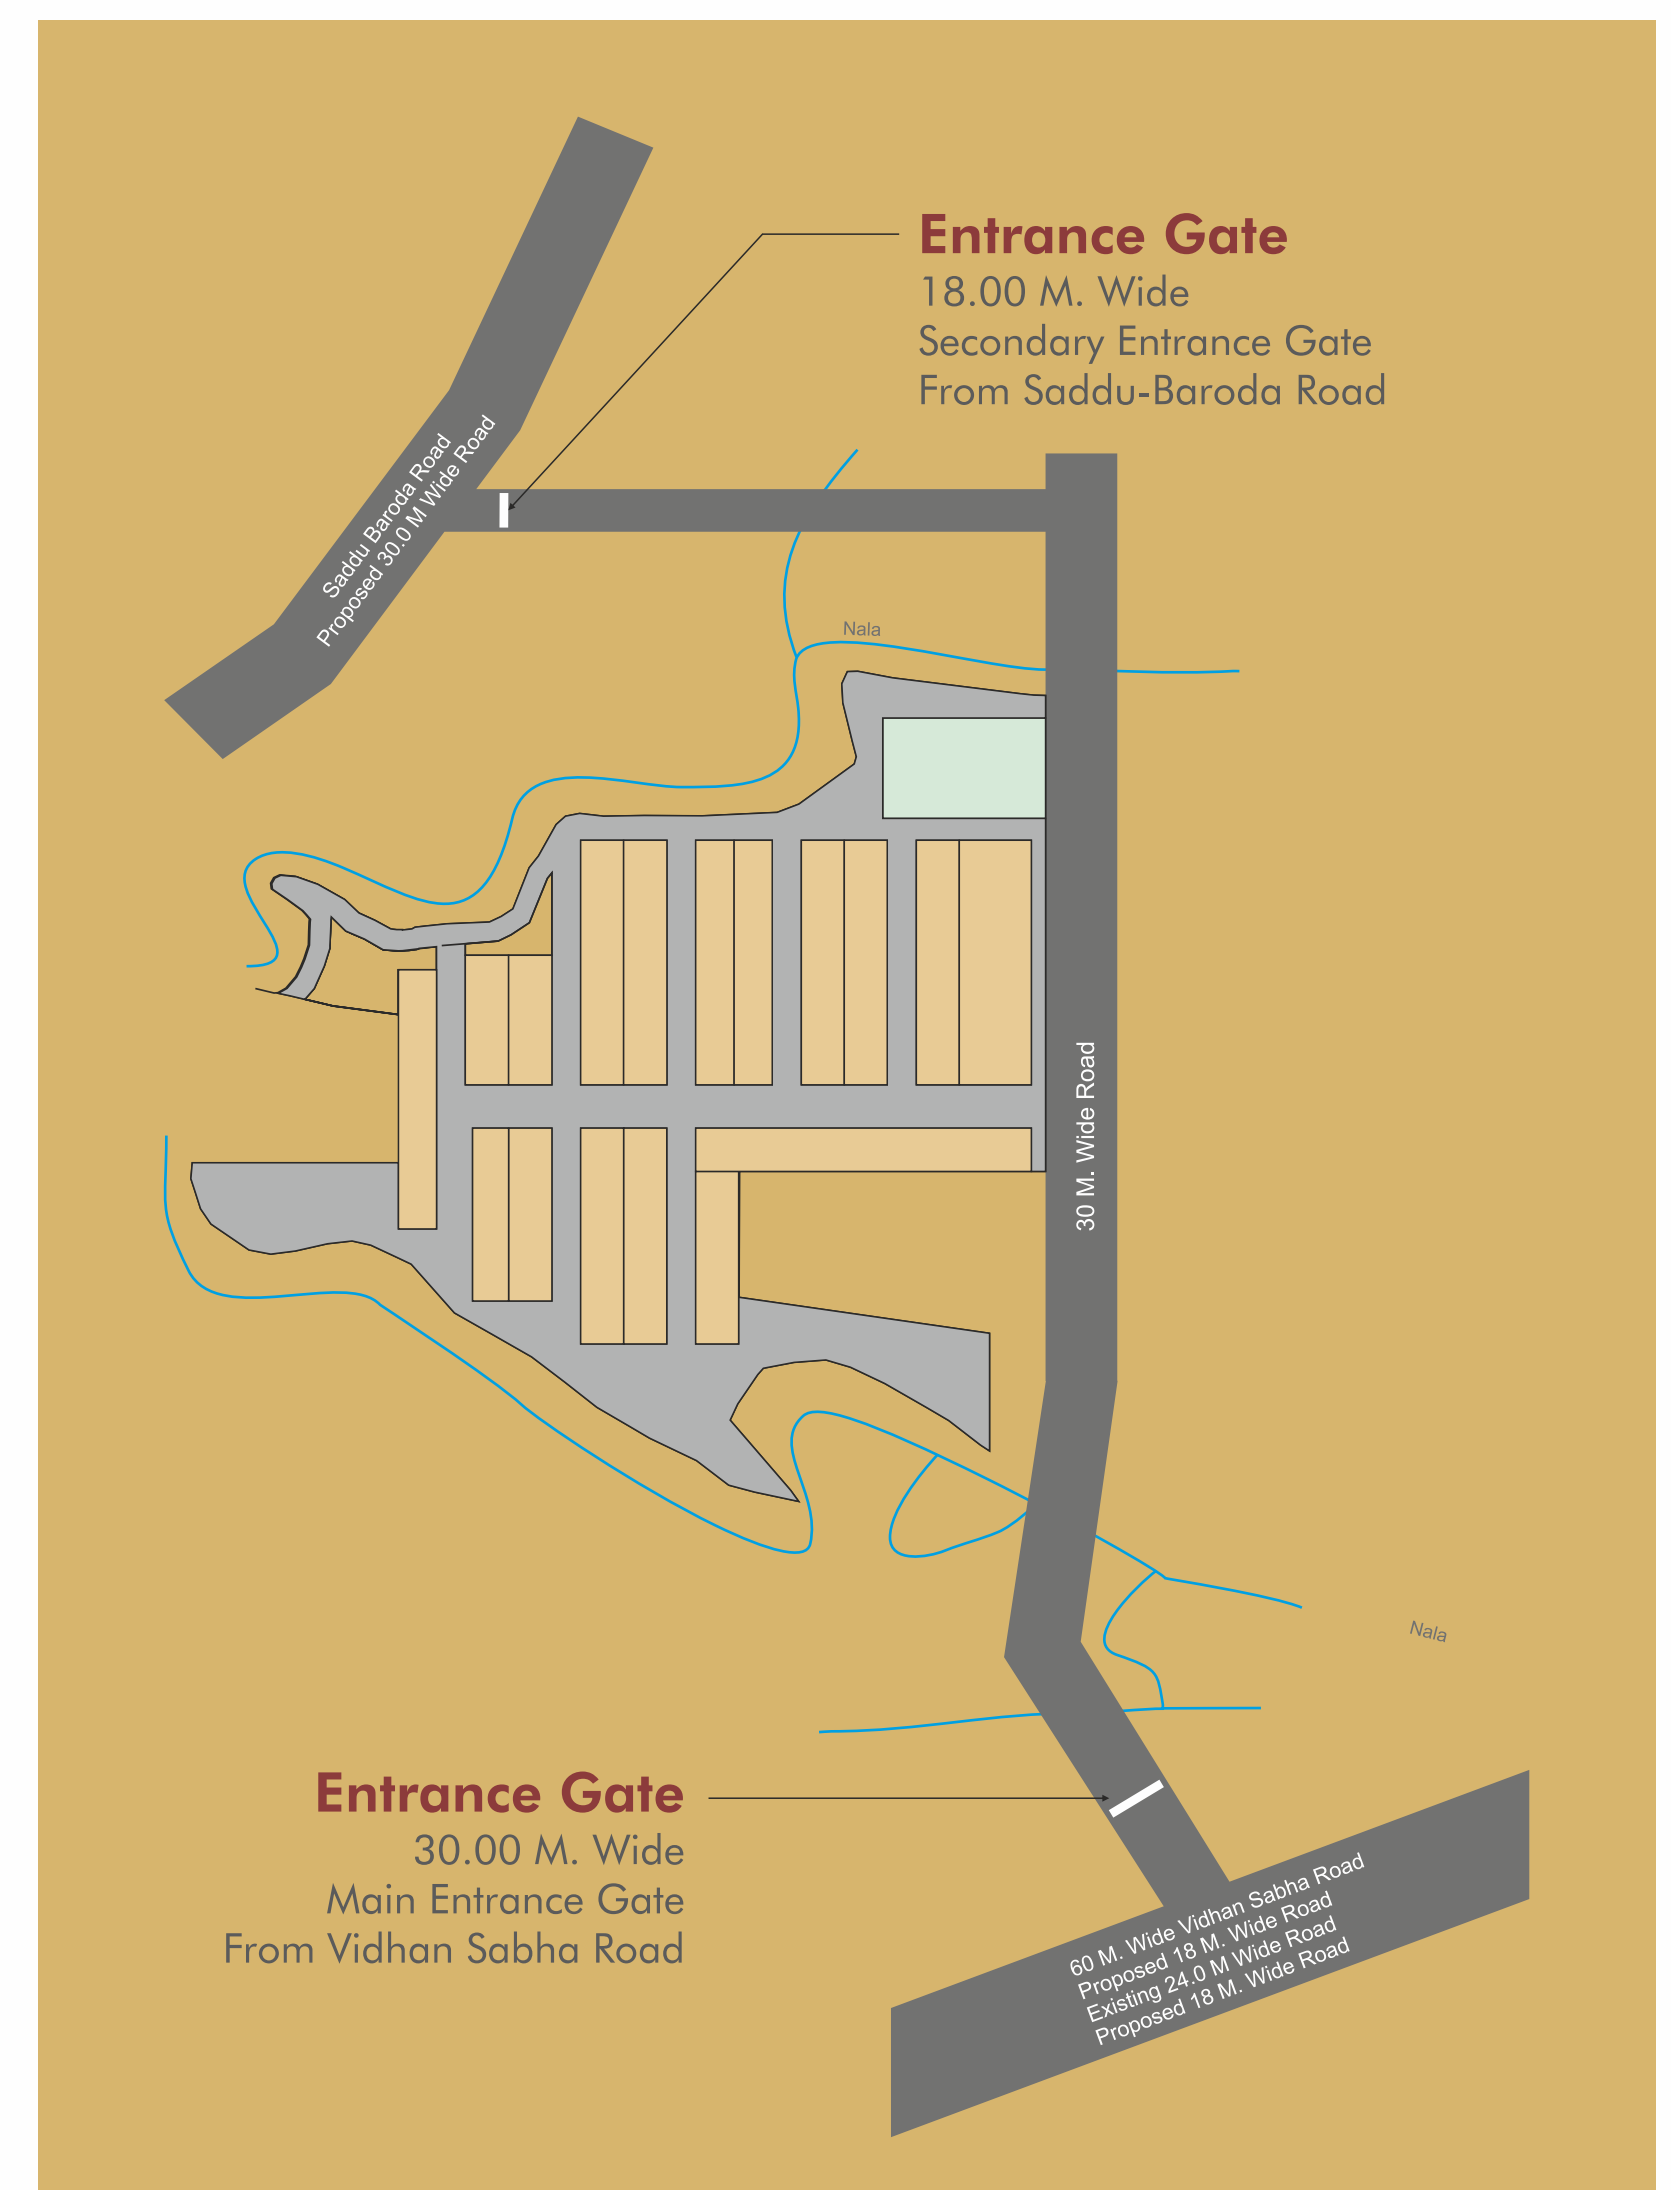 Entrance Gate
18.00 M. Wide
Secondary Entrance Gate
From Saddu-Baroda Road
Saddu Baroda Road
Proposed 30.0 M Wide Road
Nala
30 M. Wide Road
Nala
Entrance Gate
30.00 M. Wide
Main Entrance Gate
From Vidhan Sabha Road
60 M. Wide Vidhan Sabha Road
Proposed 18 M. Wide Road
Existing 24.0 M Wide Road
Proposed 18 M. Wide Road